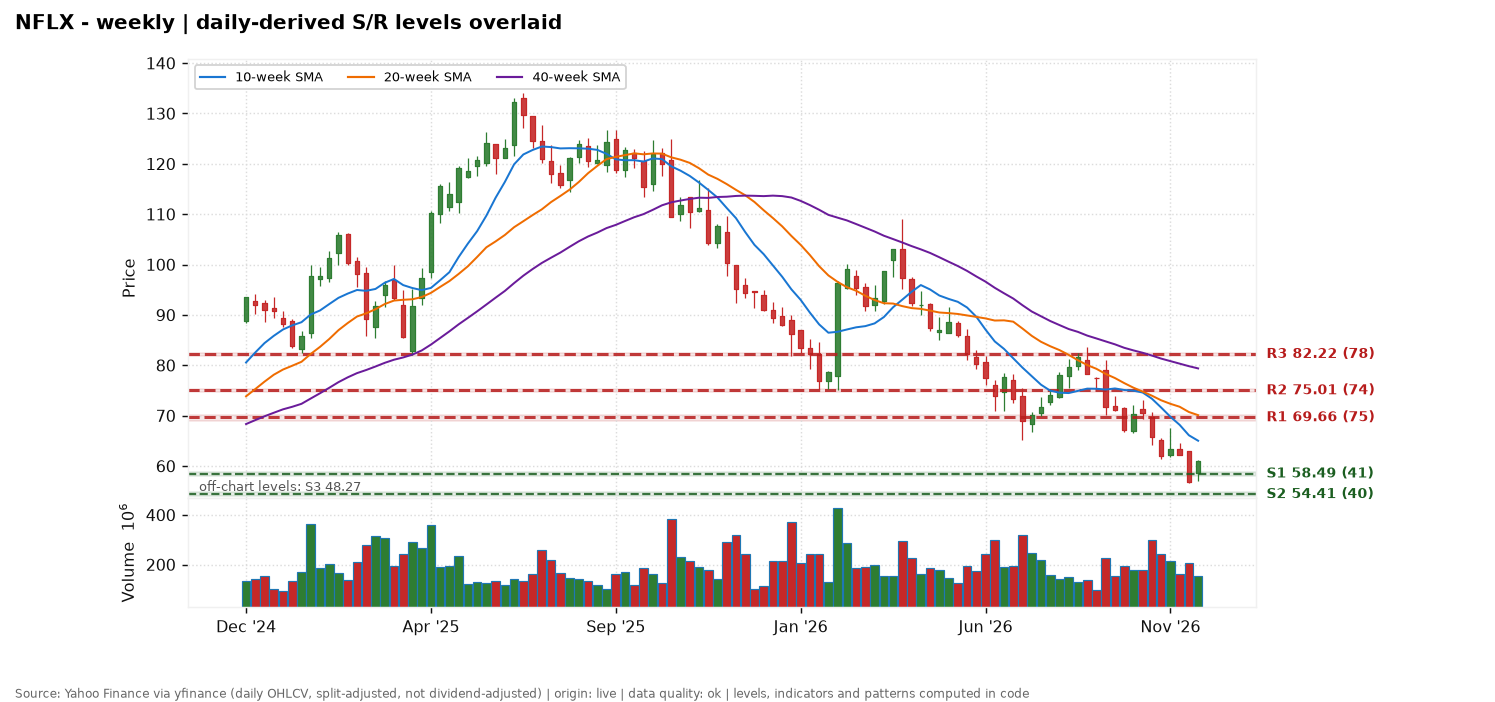 NFLX - weekly | daily-derived S/R levels overlaid
10-week SMA 20-week SMA 40-week SMA
Price
140
130
120
110
100
90
80
70
60
R3 82.22 (78)
R2 75.01 (74)
R1 69.66 (75)
S1 58.49 (41)
S2 54.41 (40)
off-chart levels: S3 48.27
Volume 10⁶
400
200
Dec '24 Apr '25 Sep '25 Jan '26 Jun '26 Nov '26
Source: Yahoo Finance via yfinance (daily OHLCV, split-adjusted, not dividend-adjusted) | origin: live | data quality: ok | levels, indicators and patterns computed in code